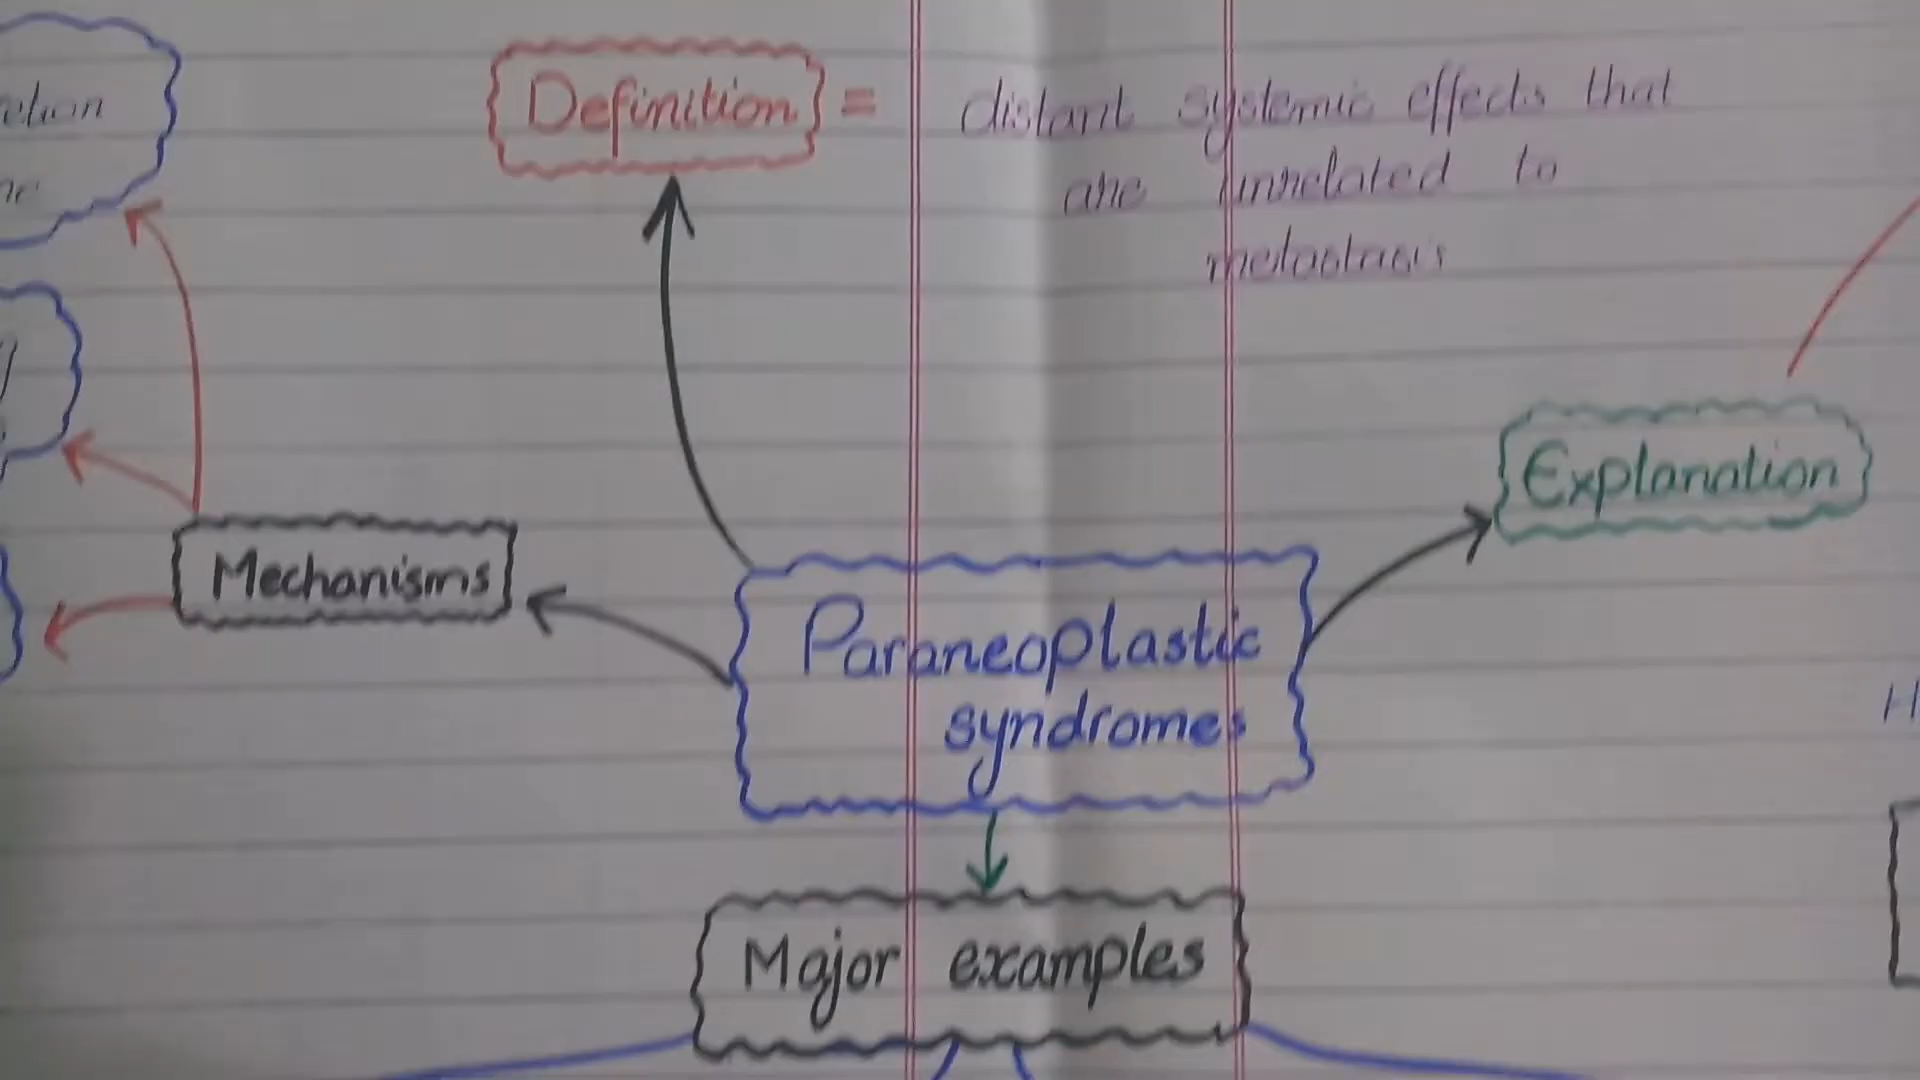 Definition = distant systemic effects that
are unrelated to
metastasis
Explanation
Mechanisms
Paraneoplastic
syndromes
Major examples
H